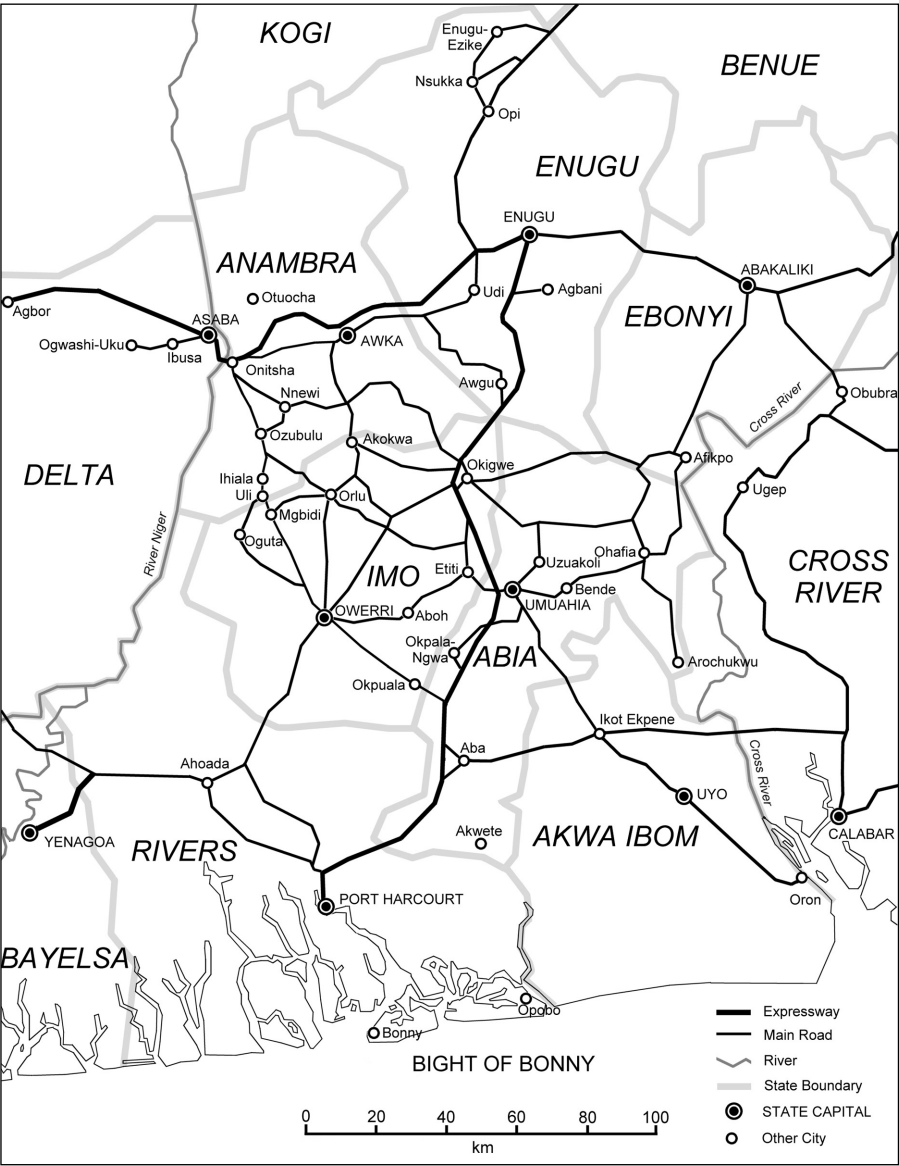 KOGI
Enugu-
Ezike
BENUE
Nsukka
Opi
ENUGU
ENUGU
ANAMBRA
ABAKALIKI
Otuocha
Udi
Agbani
Agbor
ASABA
EBONYI
Ogwashi-Uku
Ibusa
AWKA
Onitsha
Awgu
Cross River
Obubra
Nnewi
Ozubulu
Akokwa
DELTA
Okigwe
Afikpo
Ihiala
Uli
Orlu
Ugep
Mgbidi
River Niger
Oguta
Ohafia
CROSS
RIVER
IMO
Etiti
Uzuakoli
Bende
OWERRI
Aboh
UMUAHIA
Okpala-
Ngwa
ABIA
Arochukwu
Okpuala
Ikot Ekpene
Aba
Ahoada
Cross River
UYO
YENAGOA
RIVERS
Akwete
AKWA IBOM
CALABAR
PORT HARCOURT
Oron
BAYELSA
Opobo
Bonny
BIGHT OF BONNY
Expressway
Main Road
River
State Boundary
STATE CAPITAL
Other City
0 20 40 60 80 100
km